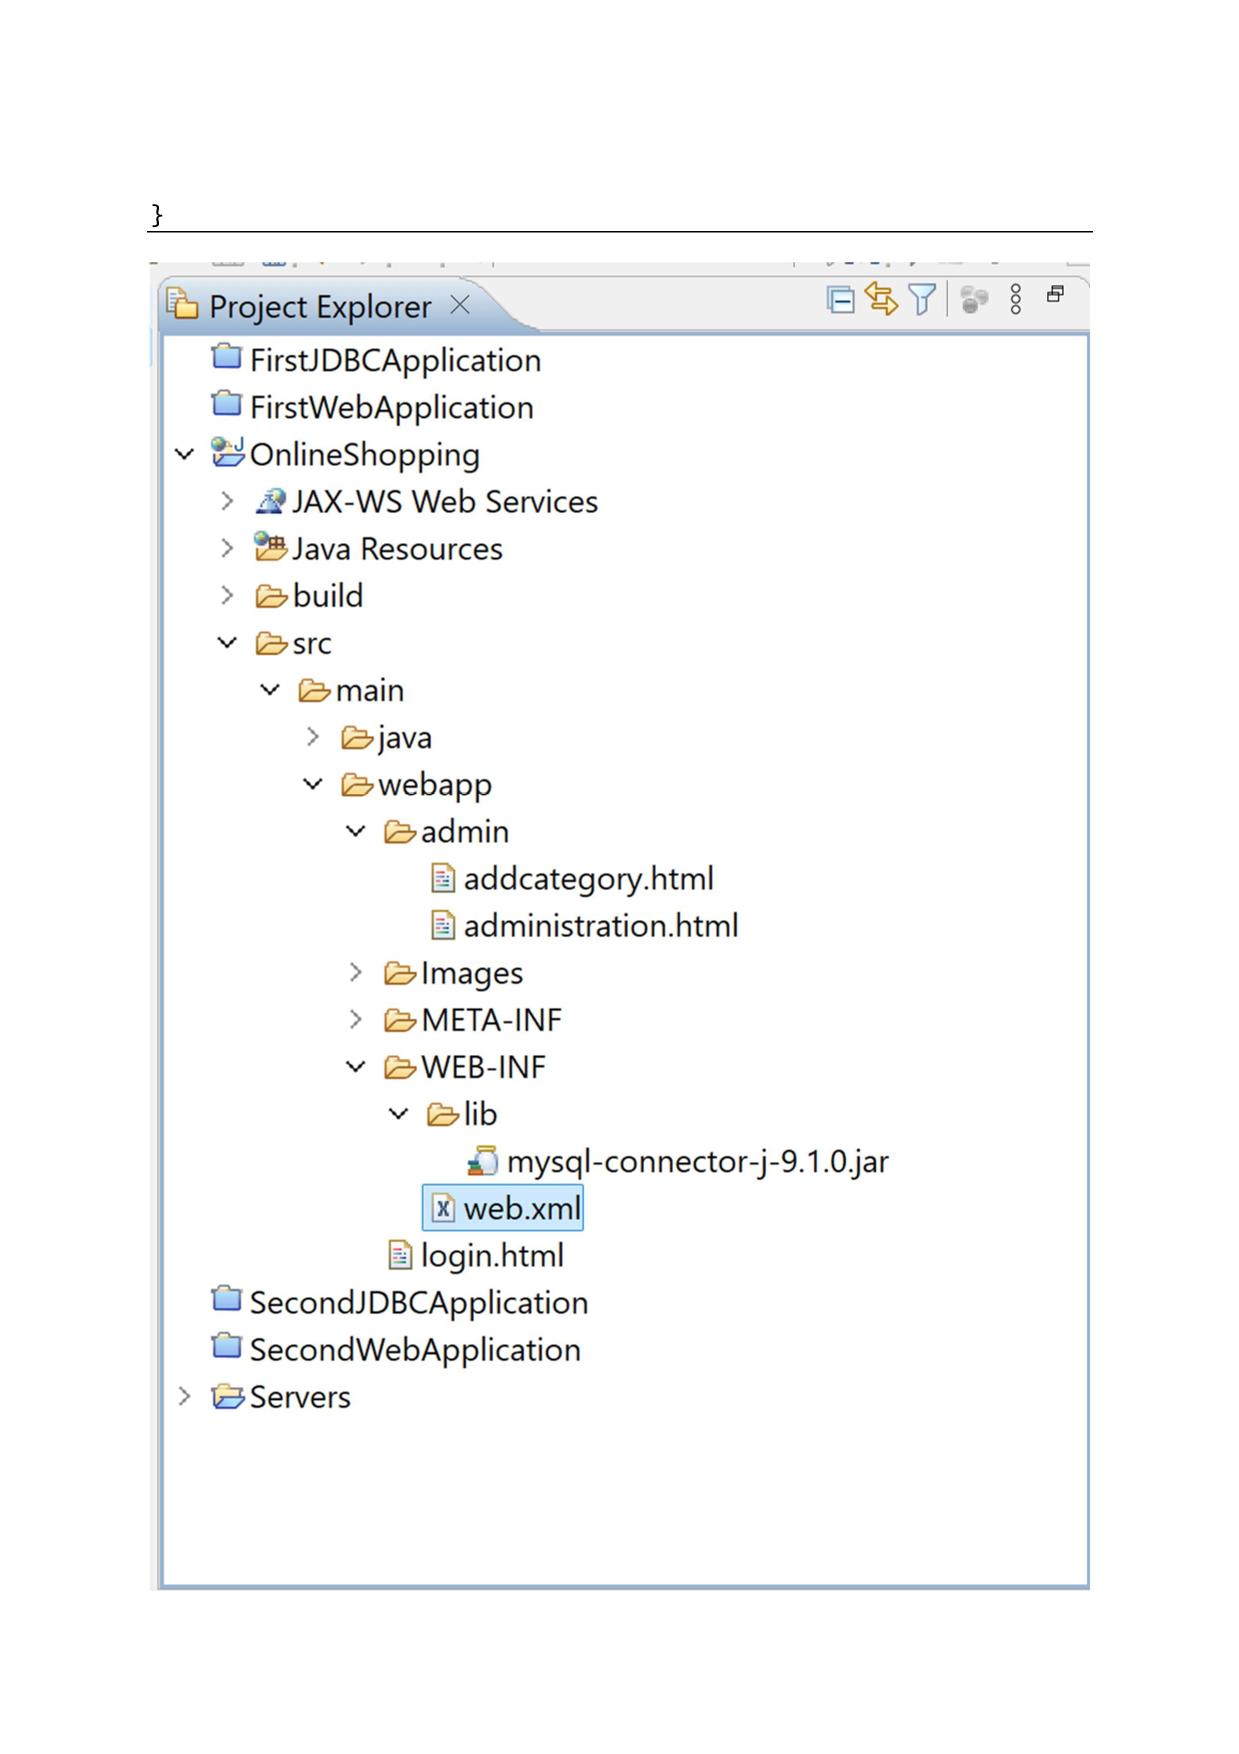 }
Project Explorer
FirstJDBCApplication
FirstWebApplication
OnlineShopping
JAX-WS Web Services
Java Resources
build
src
main
java
webapp
admin
addcategory.html
administration.html
Images
META-INF
WEB-INF
lib
mysql-connector-j-9.1.0.jar
web.xml
login.html
SecondJDBCApplication
SecondWebApplication
Servers